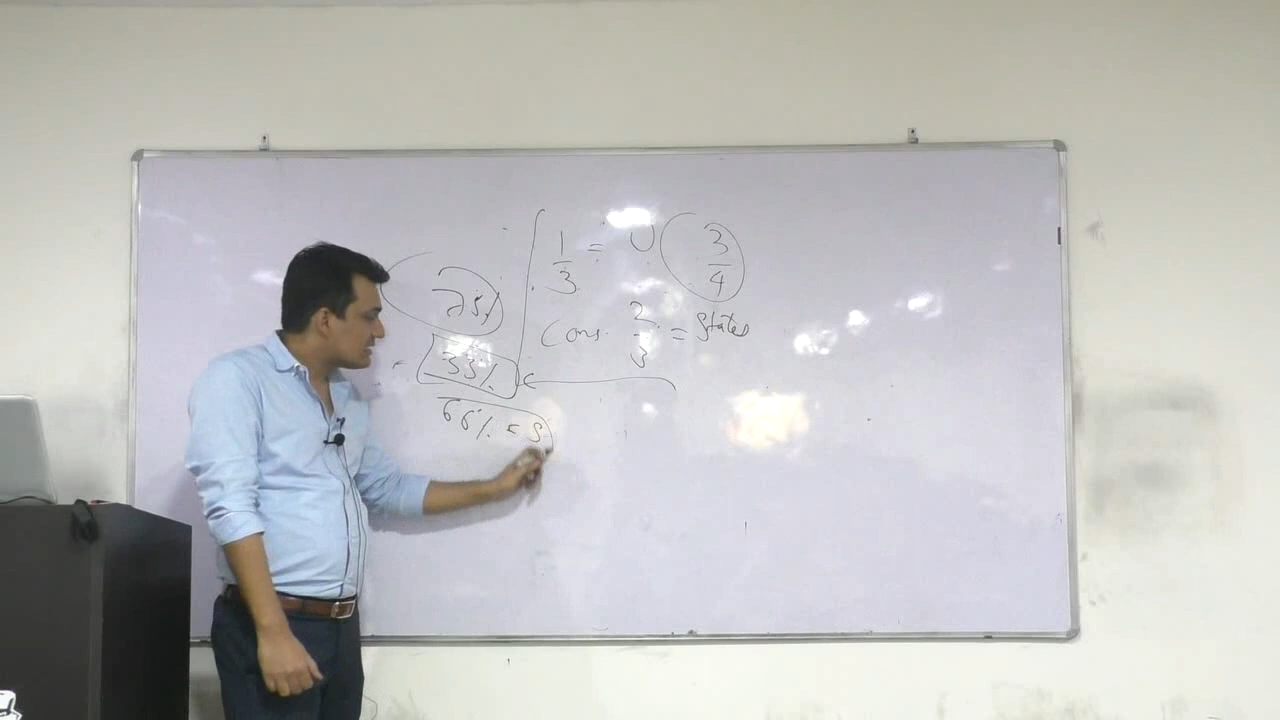 1/3 = U 3/4
75%
Cons. 2/3 = States
33%
66% = S